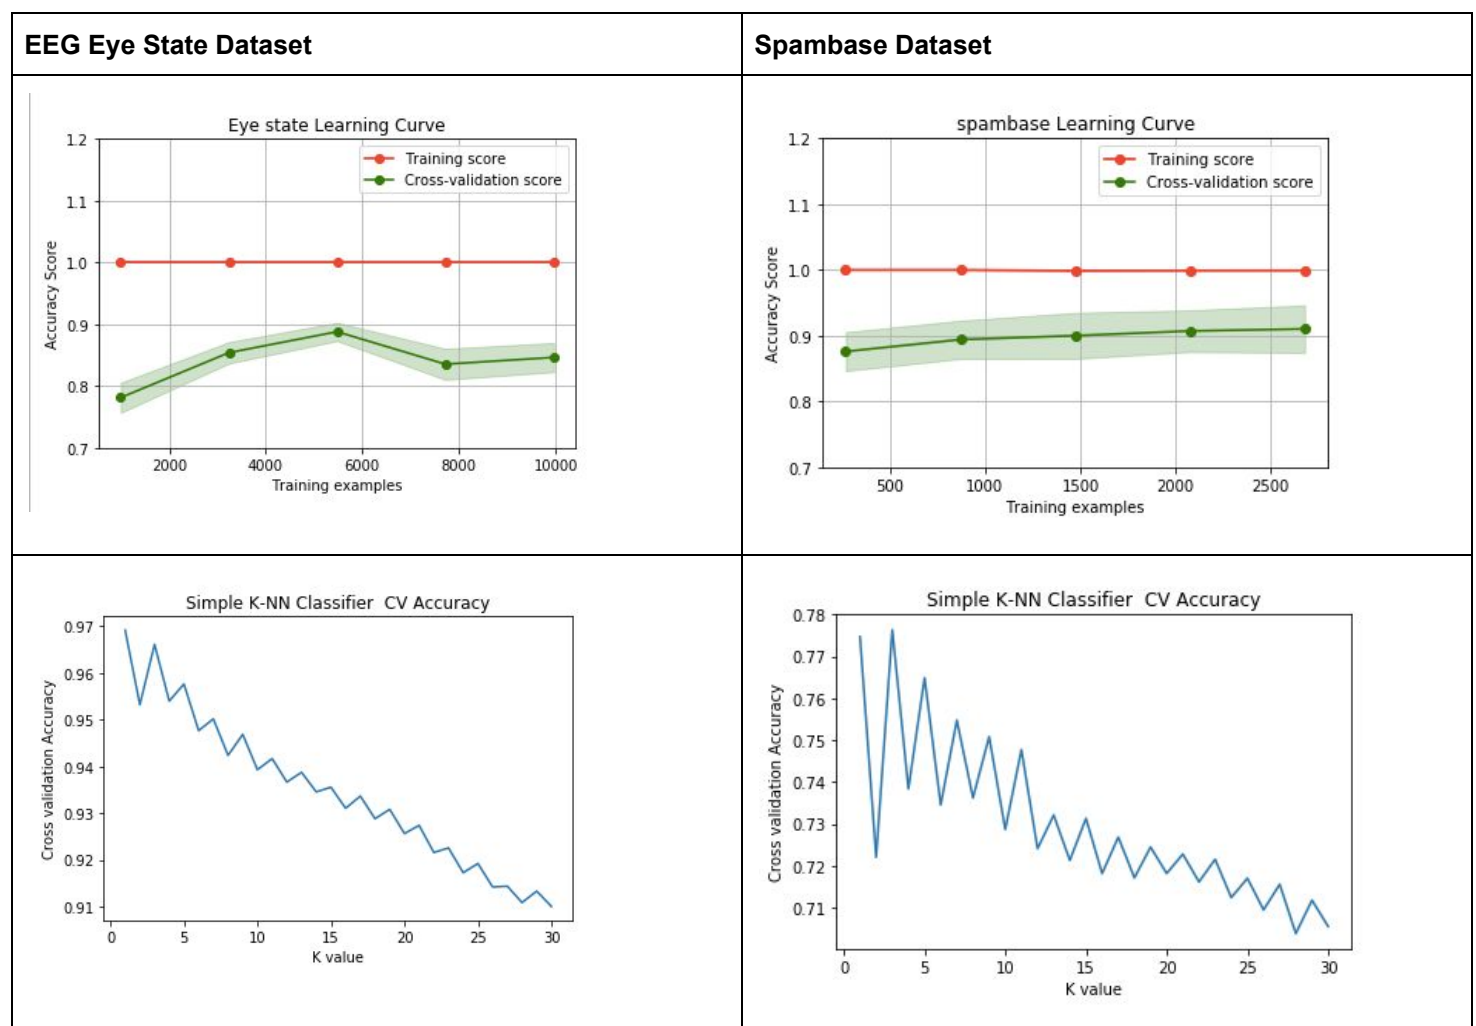 EEG Eye State Dataset
Spambase Dataset
Eye state Learning Curve
1.2
1.1
1.0
0.9
0.8
0.7
Accuracy Score
Training score
Cross-validation score
2000 4000 6000 8000 10000
Training examples
spambase Learning Curve
1.2
1.1
1.0
0.9
0.8
0.7
Accuracy Score
Training score
Cross-validation score
500 1000 1500 2000 2500
Training examples
Simple K-NN Classifier CV Accuracy
0.97
0.96
0.95
0.94
0.93
0.92
0.91
Cross validation Accuracy
0 5 10 15 20 25 30
K value
Simple K-NN Classifier CV Accuracy
0.78
0.77
0.76
0.75
0.74
0.73
0.72
0.71
Cross validation Accuracy
0 5 10 15 20 25 30
K value